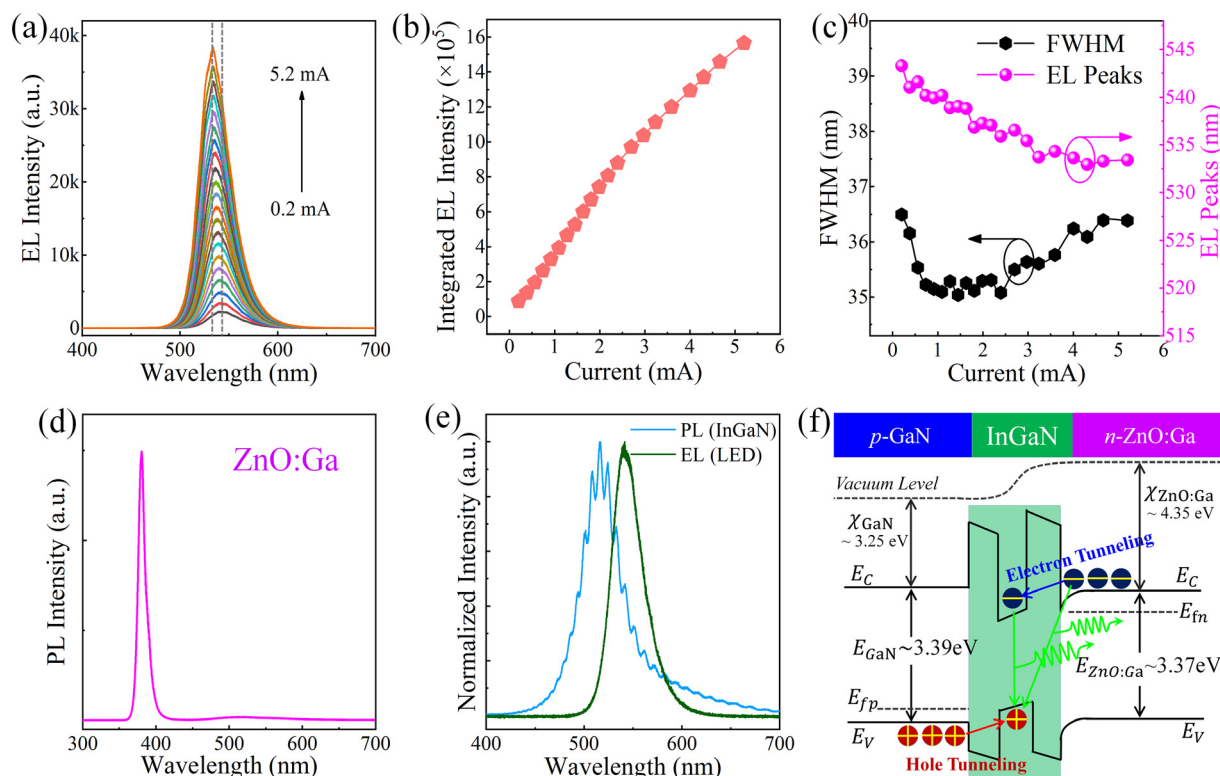 (a)
40k
30k
20k
10k
0
EL Intensity (a.u.)
5.2 mA
0.2 mA
400 500 600 700
Wavelength (nm)
(b)
16
14
12
10
8
6
4
2
0
Integrated EL Intensity (×10⁵)
0 1 2 3 4 5 6
Current (mA)
(c)
40
39
38
37
36
35
FWHM (nm)
FWHM
EL Peaks
545
540
535
530
525
520
515
EL Peaks (nm)
0 1 2 3 4 5 6
Current (mA)
(d)
ZnO:Ga
PL Intensity (a.u.)
300 400 500 600 700
Wavelength (nm)
(e)
PL (InGaN)
EL (LED)
Normalized Intensity (a.u.)
400 500 600 700
Wavelength (nm)
(f)
p-GaN InGaN n-ZnO:Ga
Vacuum Level
χGaN
~ 3.25 eV
χZnO:Ga
~ 4.35 eV
Electron Tunneling
EC
EC
Efn
EGaN~3.39eV
EZnO:Ga~3.37eV
Efp
EV
EV
Hole Tunneling